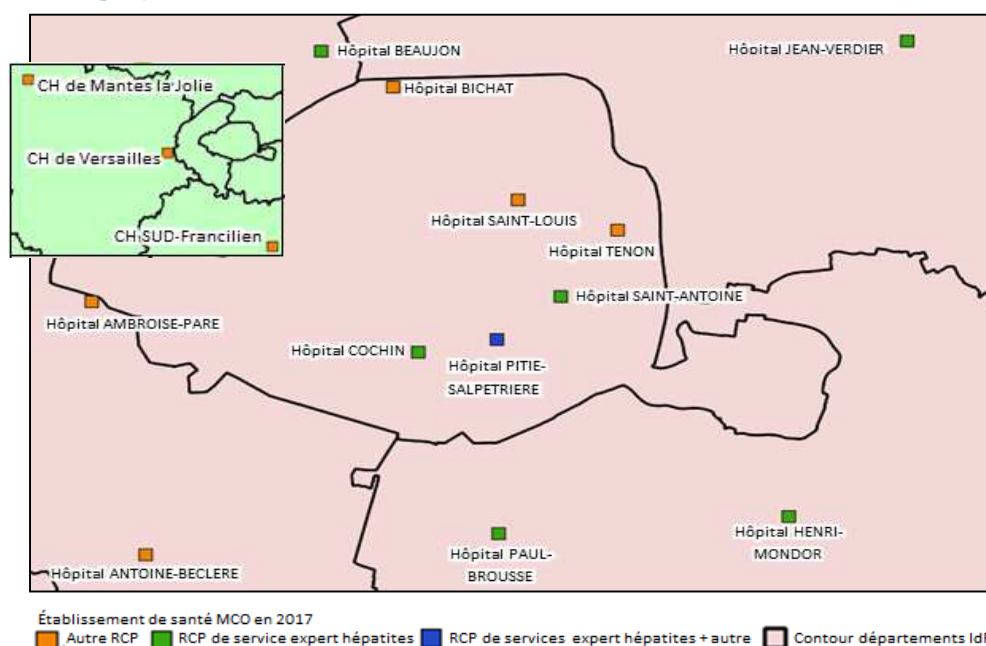 Hôpital BEAUJON
Hôpital JEAN-VERDIER
CH de Mantes la Jolie
Hôpital BICHAT
CH de Versailles
Hôpital SAINT-LOUIS
CH SUD-Francilien
Hôpital TENON
Hôpital SAINT-ANTOINE
Hôpital AMBROISE-PARE
Hôpital COCHIN
Hôpital PITIE-
SALPETRIERE
Hôpital HENRI-
MONDOR
Hôpital PAUL-
BROUSSE
Hôpital ANTOINE-BECLERE
Établissement de santé MCO en 2017
Autre RCP RCP de service expert hépatites RCP de services expert hépatites + autre Contour départements IdF